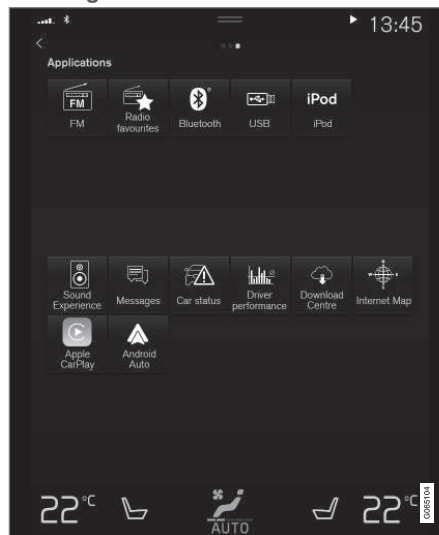 13:45
Applications
FM
iPod
FM
Radio
favourites
Bluetooth
USB
iPod
Sound
Experience
Messages
Car status
Driver
performance
Download
Centre
Internet Map
Apple
CarPlay
Android
Auto
22°C
AUTO
22°C
G065104